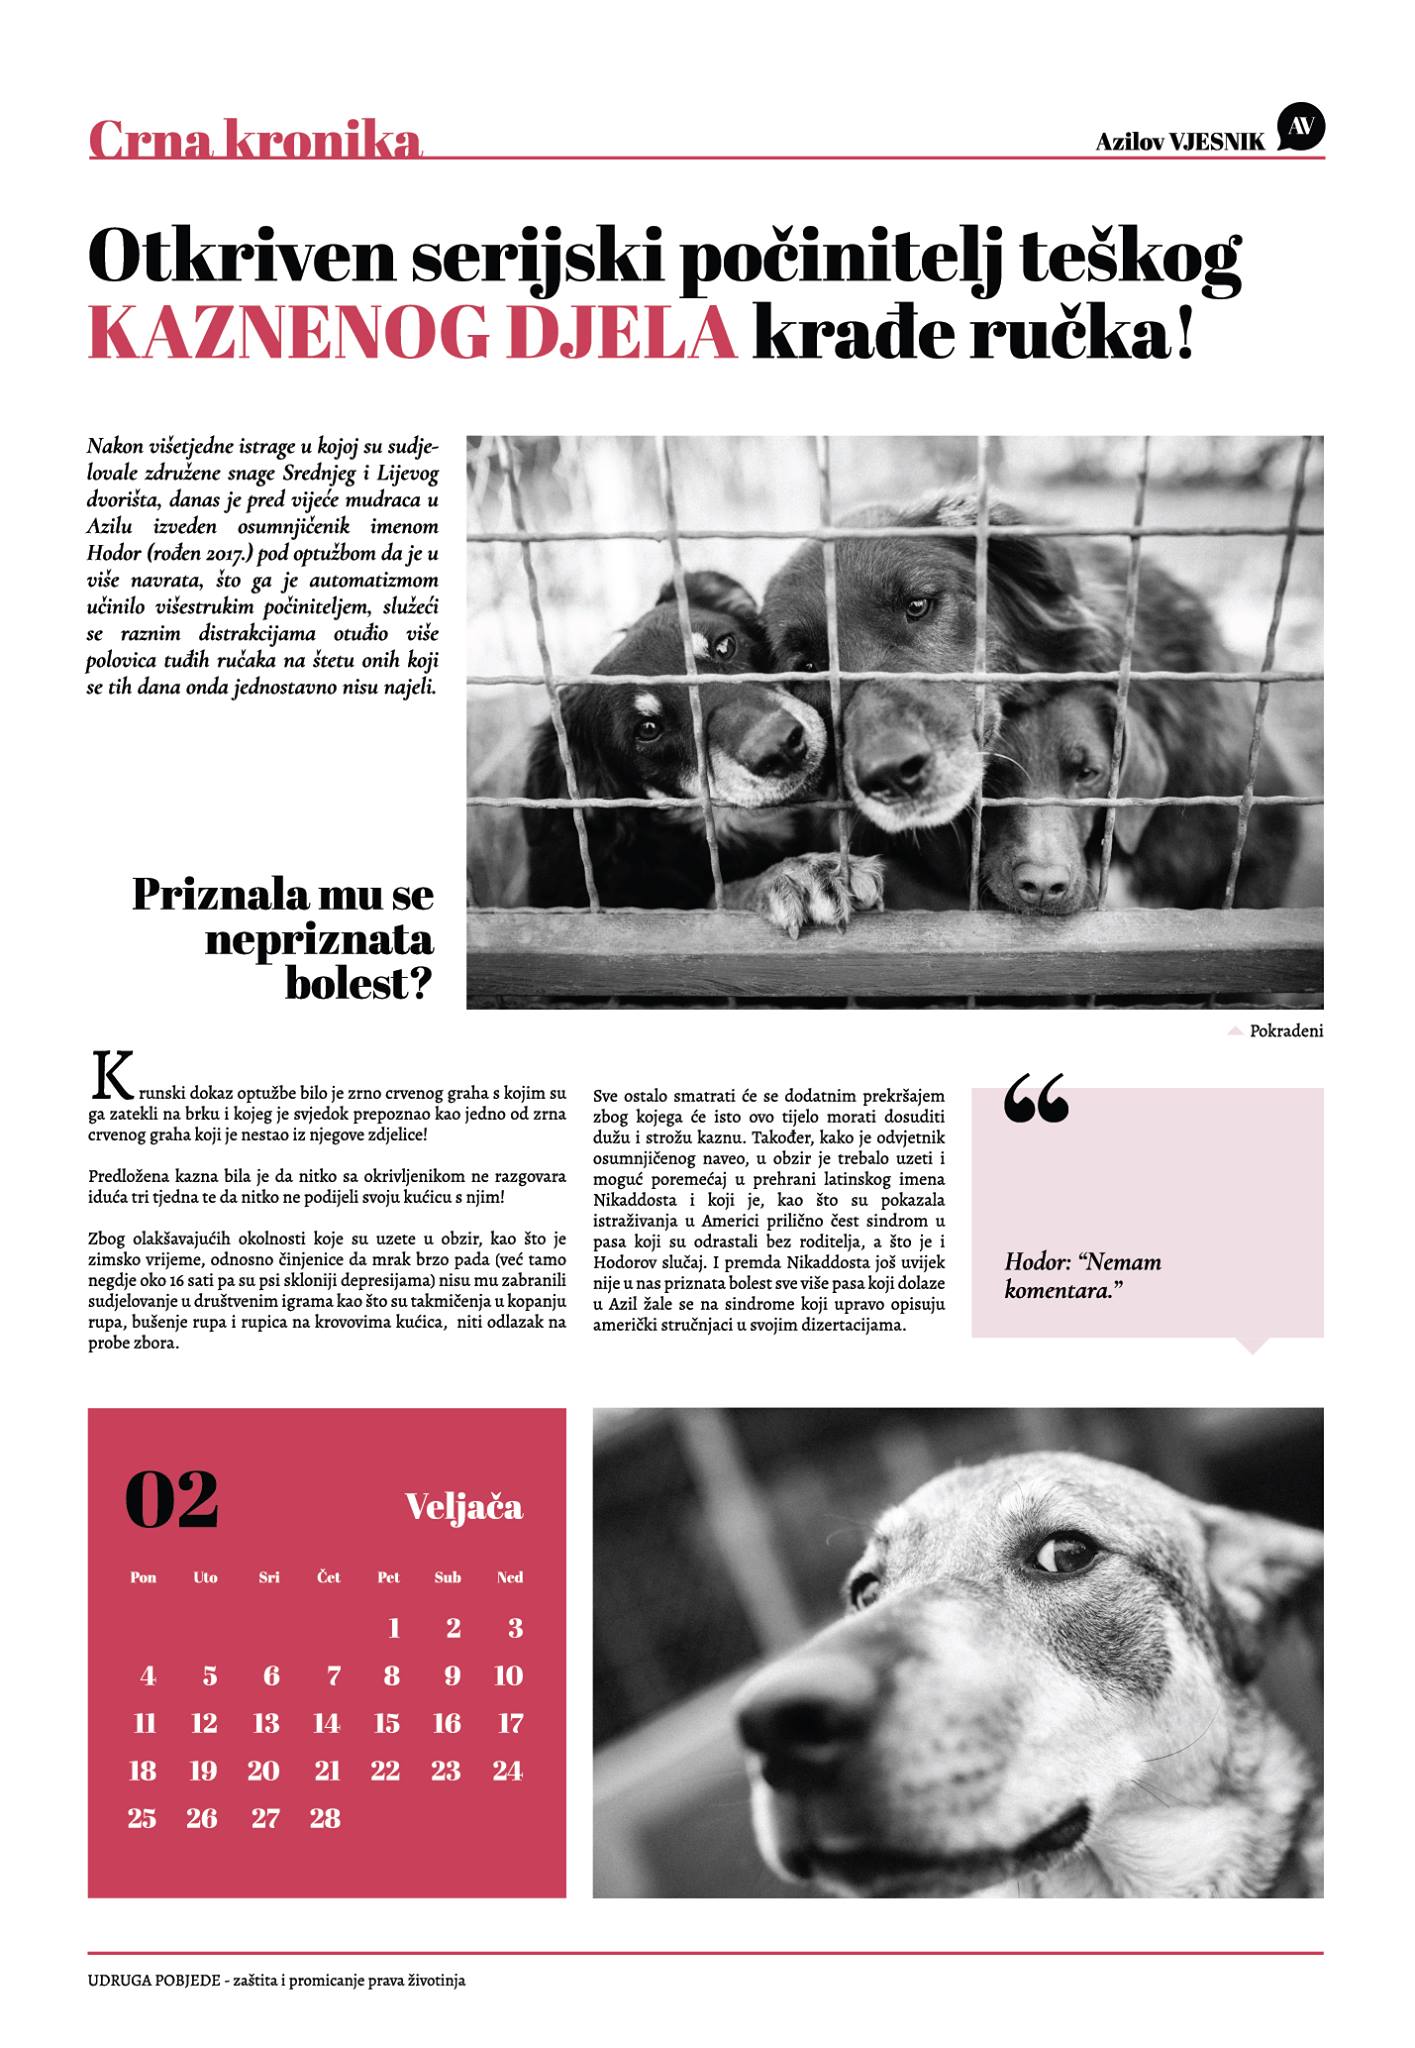 Crna kronika
Azilov VJESNIK
AV
Otkriven serijski počinitelj teškog
KAZNENOG DJELA krađe ručka!
Nakon višetjedne istrage u kojoj su sudje-
lovale združene snage Srednjeg i Lijevog
dvorišta, danas je pred vijeće mudraca u
Azilu izveden osumnjičenik imenom
Hodor (rođen 2017.) pod optužbom da je u
više navrata, što ga je automatizmom
učinilo višestrukim počiniteljem, služeći
se raznim distrakcijama otuđio više
polovica tuđih ručaka na štetu onih koji
se tih dana onda jednostavno nisu najeli.
Priznala mu se
nepriznata
bolest?
Pokradeni
Krunski dokaz optužbe bilo je zrno crvenog graha s kojim su
ga zatekli na brku i kojeg je svjedok prepoznao kao jedno od zrna
crvenog graha koji je nestao iz njegove zdjelice!
Predložena kazna bila je da nitko sa okrivljenikom ne razgovara
iduća tri tjedna te da nitko ne podijeli svoju kućicu s njim!
Zbog olakšavajućih okolnosti koje su uzete u obzir, kao što je
zimsko vrijeme, odnosno činjenice da mrak brzo pada (već tamo
negdje oko 16 sati pa su psi skloniji depresijama) nisu mu zabranili
sudjelovanje u društvenim igrama kao što su takmičenja u kopanju
rupa, bušenje rupa i rupica na krovovima kućica, niti odlazak na
probe zbora.
Sve ostalo smatrati će se dodatnim prekršajem
zbog kojega će isto ovo tijelo morati dosuditi
dužu i strožu kaznu. Također, kako je odvjetnik
osumnjičenog naveo, u obzir je trebalo uzeti i
moguć poremećaj u prehrani latinskog imena
Nikaddosta i koji je, kao što su pokazala
istraživanja u Americi prilično čest sindrom u
pasa koji su odrastali bez roditelja, a što je i
Hodorov slučaj. I premda Nikaddosta još uvijek
nije u nas priznata bolest sve više pasa koji dolaze
u Azil žale se na sindrome koji upravo opisuju
američki stručnjaci u svojim dizertacijama.
“
Hodor: “Nemam
komentara.”
02 Veljača
Pon Uto Sri Čet Pet Sub Ned
1 2 3
4 5 6 7 8 9 10
11 12 13 14 15 16 17
18 19 20 21 22 23 24
25 26 27 28
UDRUGA POBJEDE - zaštita i promicanje prava životinja